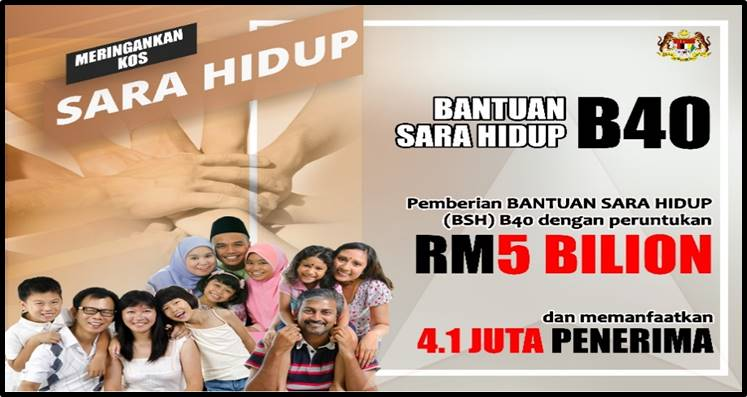 MERINGANKAN
KOS
SARA HIDUP
BANTUAN
SARA HIDUP B40
Pemberian BANTUAN SARA HIDUP
(BSH) B40 dengan peruntukan
RM5 BILION
dan memanfaatkan
4.1 JUTA PENERIMA